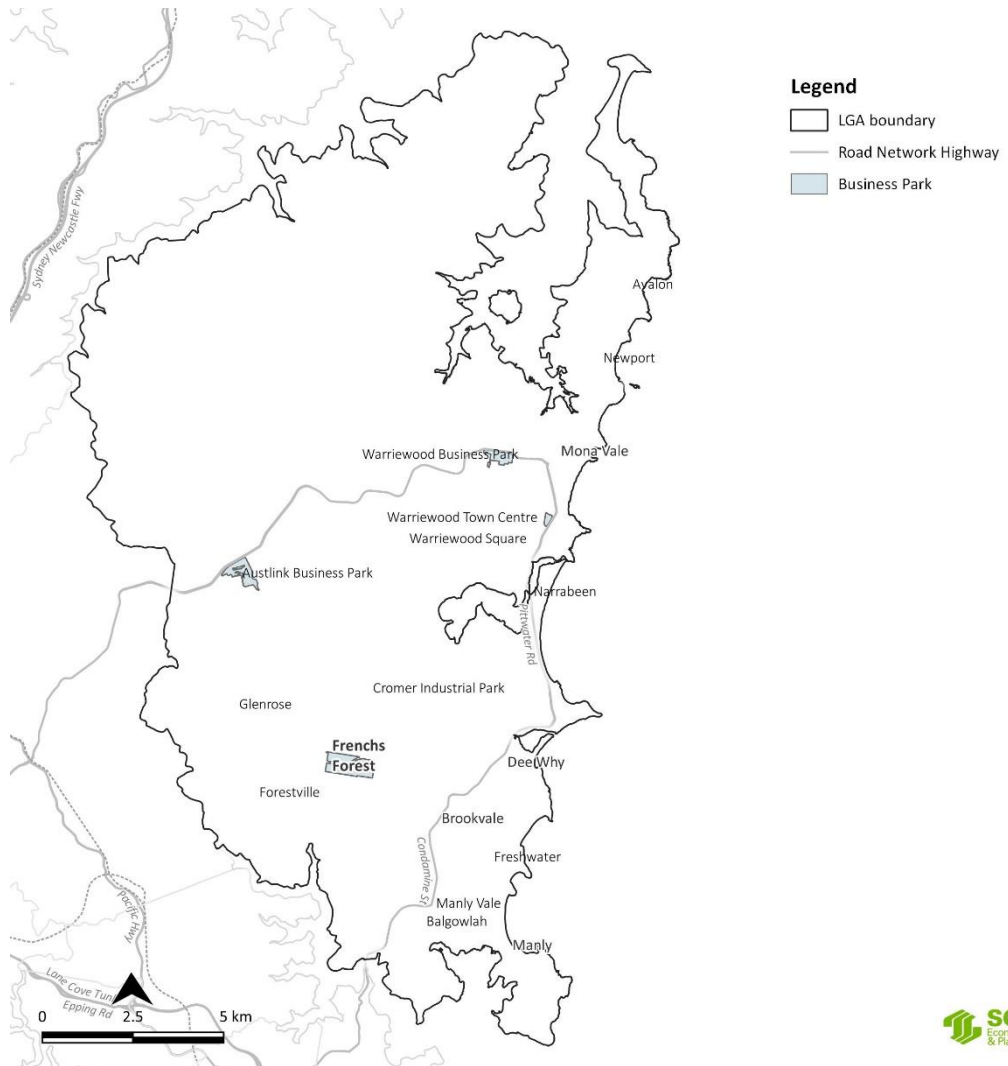 Legend
LGA boundary
Road Network Highway
Business Park
Sydney Newcastle Fwy
Avalon
Newport
Mona Vale
Warriewood Business Park
Warriewood Town Centre
Warriewood Square
Austlink Business Park
Narrabeen
Pittwater Rd
Cromer Industrial Park
Glenrose
Frenchs
Forest
Dee Why
Forestville
Brookvale
Condamine St
Freshwater
Manly Vale
Balgowlah
Manly
Pacific Hwy
Lane Cove Tun
Epping Rd
0 2.5 5 km